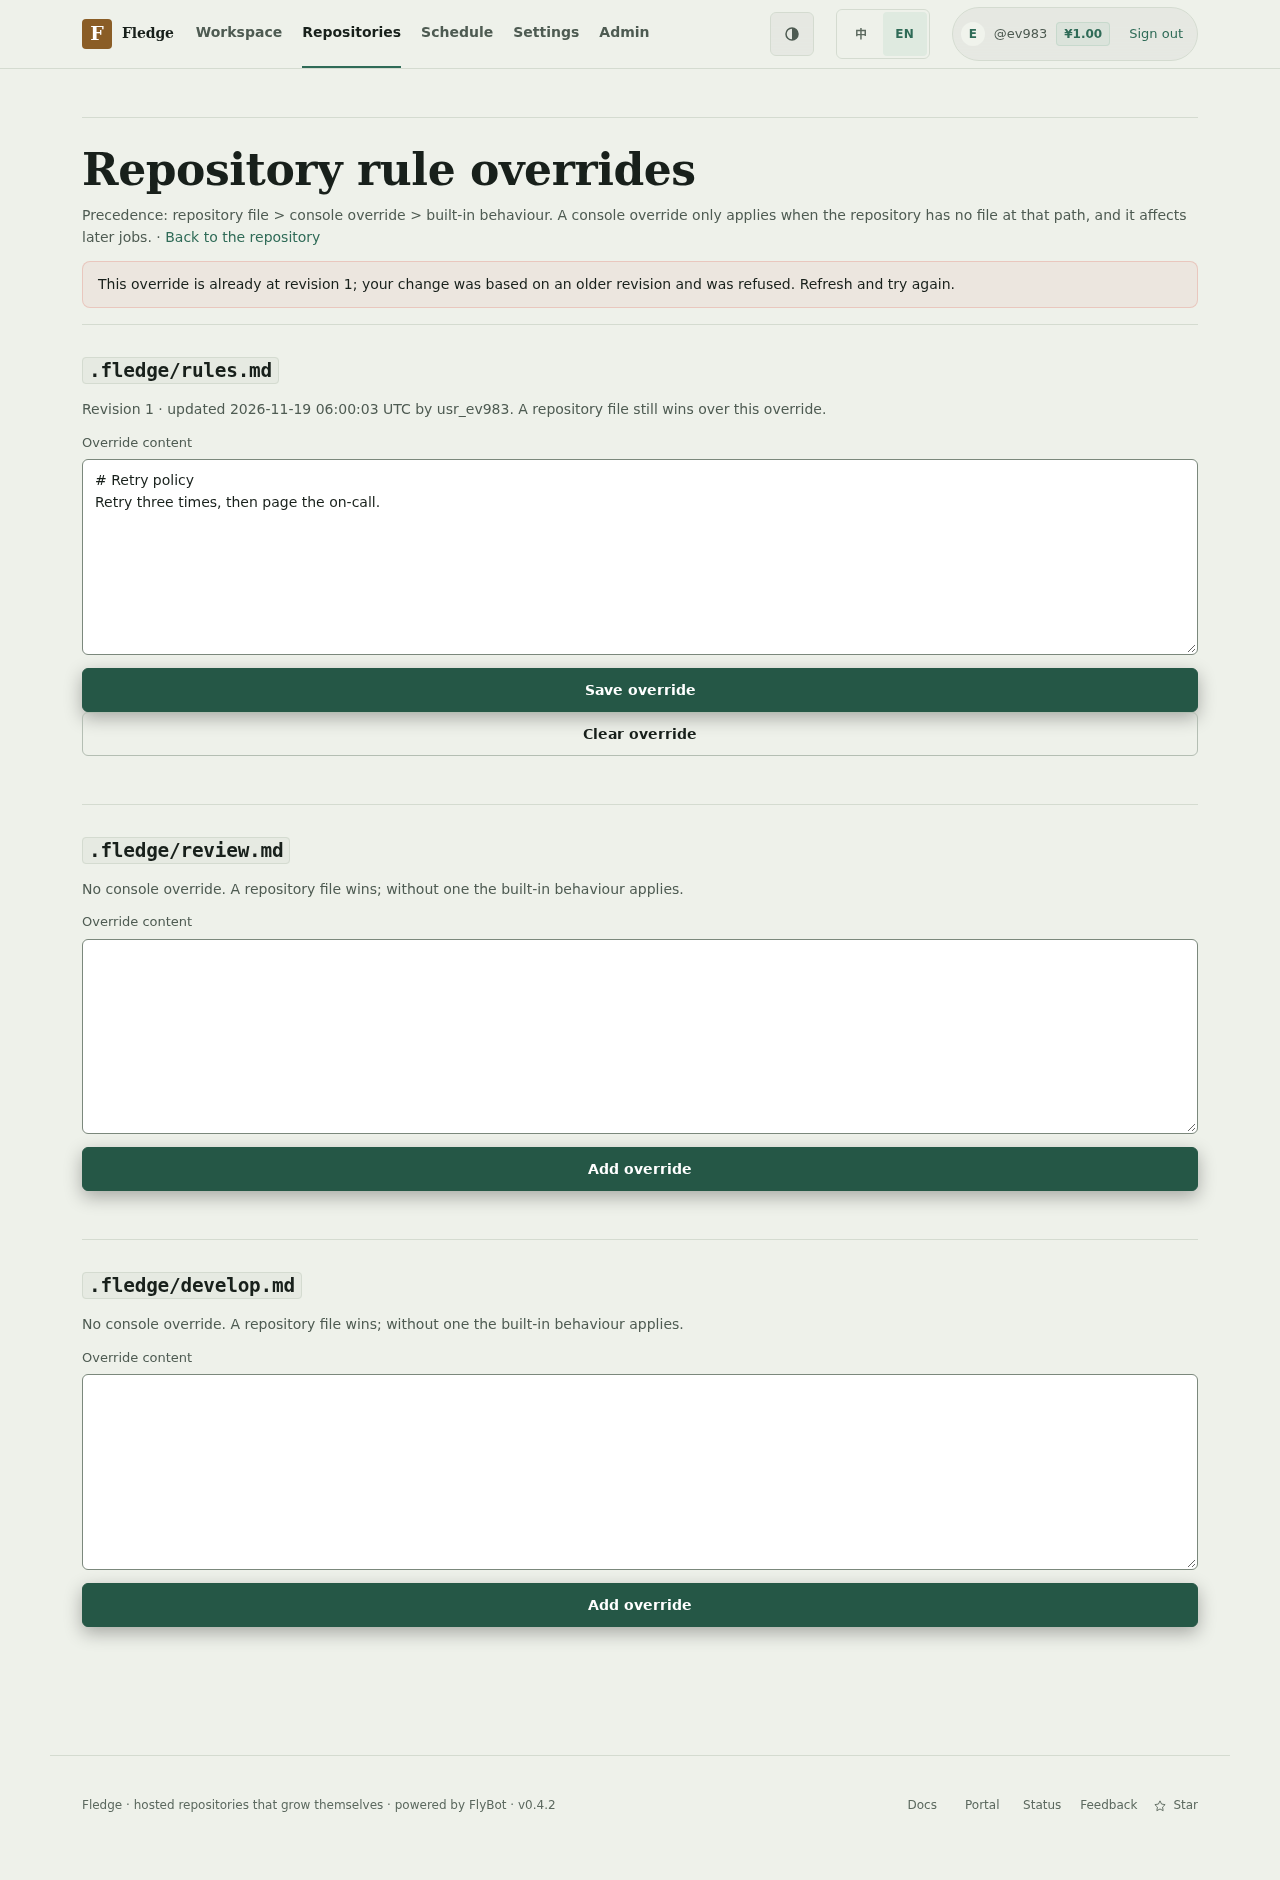 F Fledge Workspace Repositories Schedule Settings Admin 中 EN E @ev983 ¥1.00 Sign out
Repository rule overrides
Precedence: repository file > console override > built-in behaviour. A console override only applies when the repository has no file at that path, and it affects
later jobs. · Back to the repository
This override is already at revision 1; your change was based on an older revision and was refused. Refresh and try again.
.fledge/rules.md
Revision 1 · updated 2026-11-19 06:00:03 UTC by usr_ev983. A repository file still wins over this override.
Override content
# Retry policy
Retry three times, then page the on-call.
Save override
Clear override
.fledge/review.md
No console override. A repository file wins; without one the built-in behaviour applies.
Override content
Add override
.fledge/develop.md
No console override. A repository file wins; without one the built-in behaviour applies.
Override content
Add override
Fledge · hosted repositories that grow themselves · powered by FlyBot · v0.4.2 Docs Portal Status Feedback Star